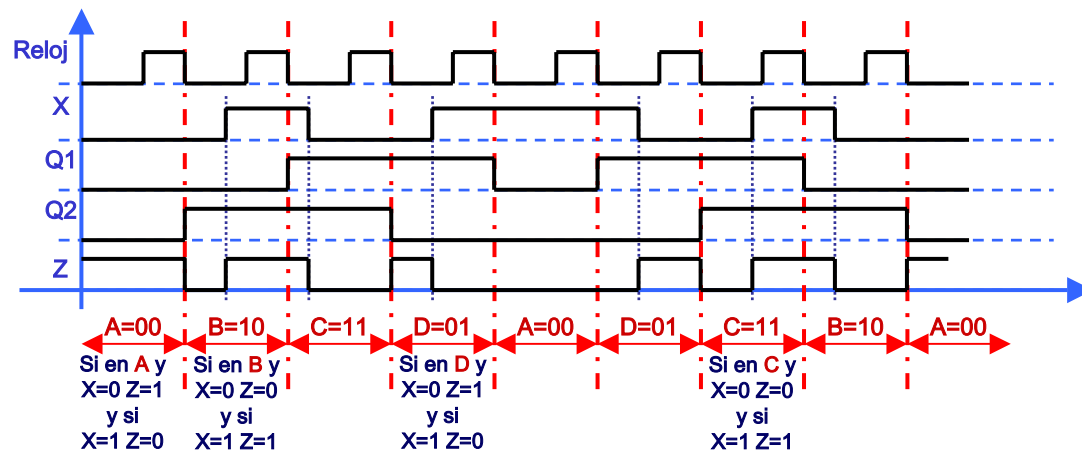 Reloj
X
Q1
Q2
Z
A=00 B=10 C=11 D=01 A=00 D=01 C=11 B=10 A=00
Si en A y
X=0 Z=1
y si
X=1 Z=0
Si en B y
X=0 Z=0
y si
X=1 Z=1
Si en D y
X=0 Z=1
y si
X=1 Z=0
Si en C y
X=0 Z=0
y si
X=1 Z=1